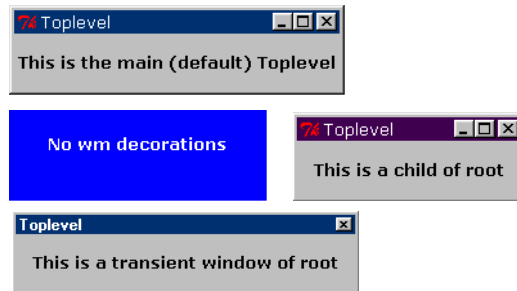 Toplevel
This is the main (default) Toplevel
No wm decorations
Toplevel
This is a child of root
Toplevel
This is a transient window of root